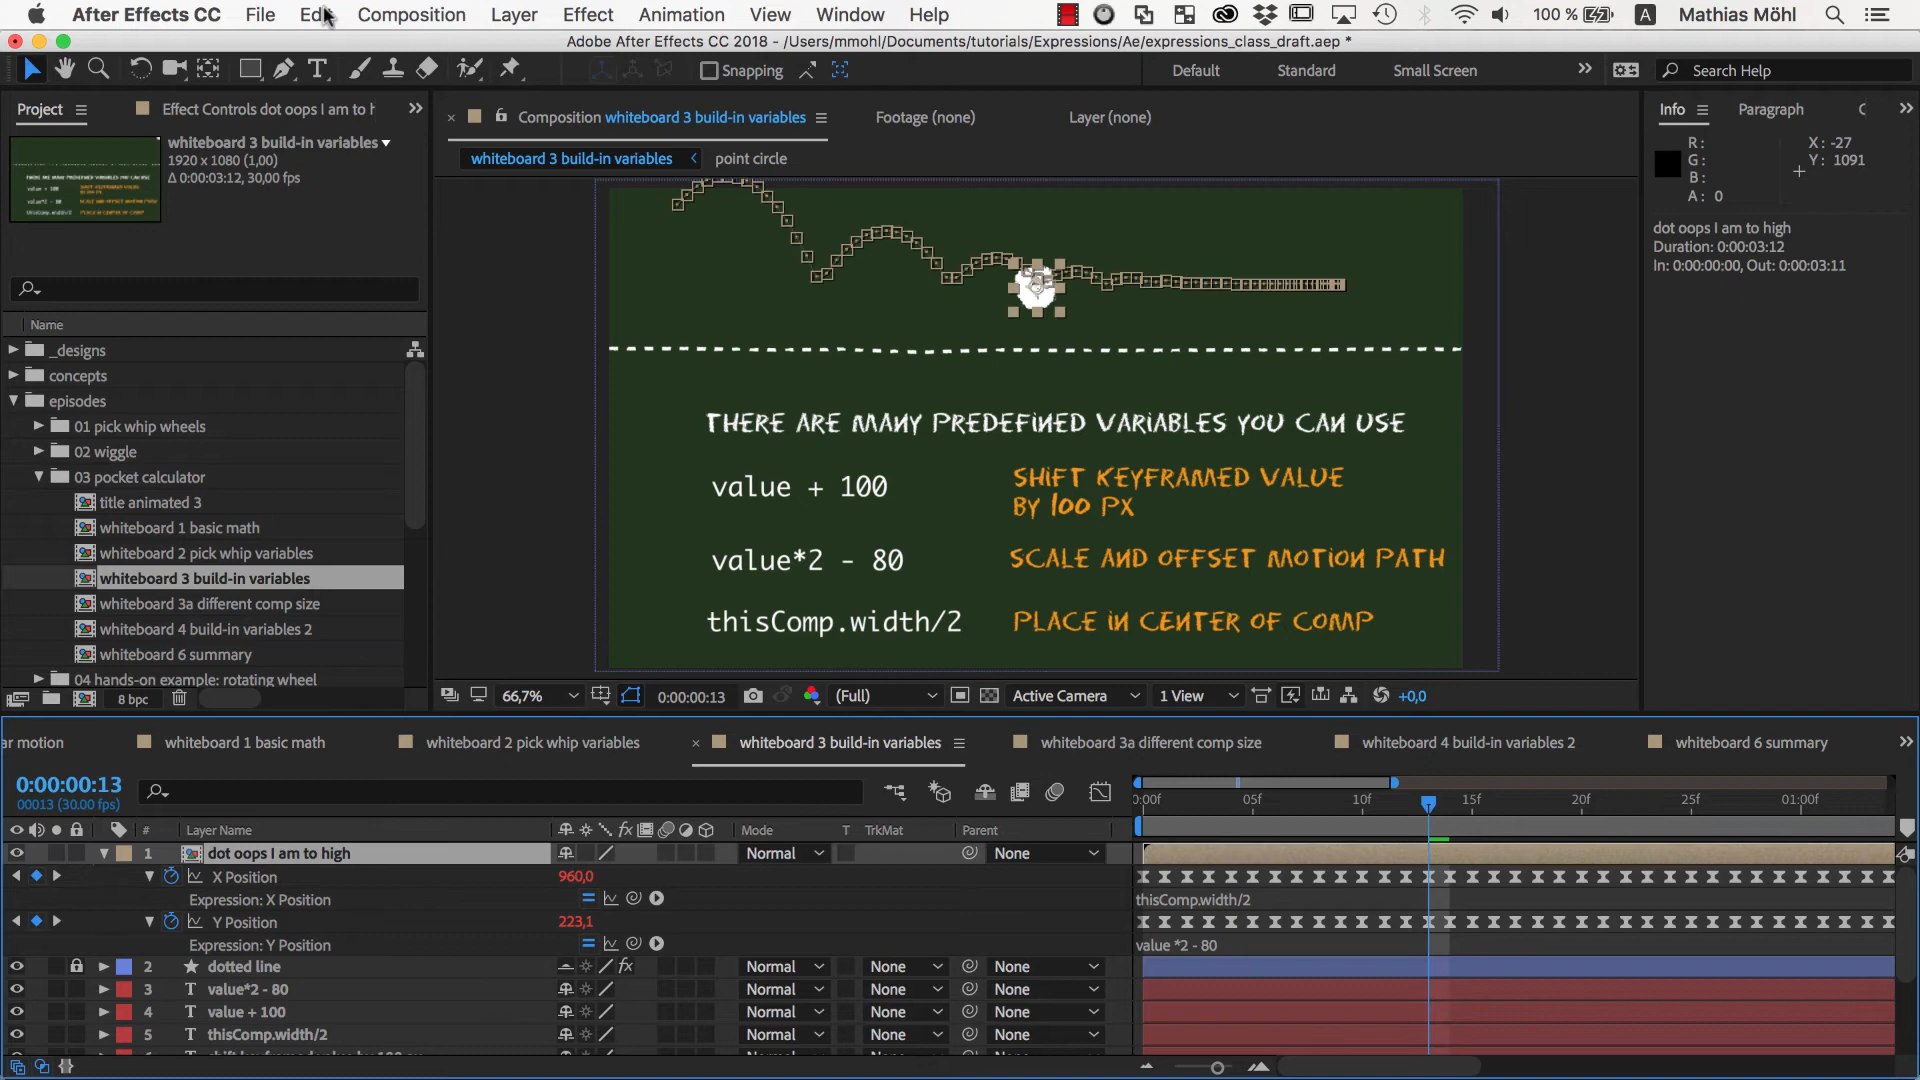 After Effects CC File Edit Composition Layer Effect Animation View Window Help 100 % A Mathias Möhl
Adobe After Effects CC 2018 - /Users/mmohl/Documents/tutorials/Expressions/Ae/expressions_class_draft.aep *
Snapping Default Standard Small Screen Search Help
Project Effect Controls dot oops I am to h
Composition whiteboard 3 build-in variables Footage (none) Layer (none)
Info Paragraph C
whiteboard 3 build-in variables
1920 x 1080 (1,00)
Δ 0:00:03:12, 30,00 fps
whiteboard 3 build-in variables point circle
R: X: -27
G: Y: 1091
B:
A: 0
dot oops I am to high
Duration: 0:00:03:12
In: 0:00:00:00, Out: 0:00:03:11
Name
_designs
concepts
episodes
01 pick whip wheels
02 wiggle
03 pocket calculator
title animated 3
whiteboard 1 basic math
whiteboard 2 pick whip variables
whiteboard 3 build-in variables
whiteboard 3a different comp size
whiteboard 4 build-in variables 2
whiteboard 6 summary
04 hands-on example: rotating wheel
8 bpc
THERE ARE MANY PREDEFINED VARIABLES YOU CAN USE
value + 100 SHIFT KEYFRAMED VALUE
BY 100 PX
value*2 - 80 SCALE AND OFFSET MOTION PATH
thisComp.width/2 PLACE IN CENTER OF COMP
66,7% 0:00:00:13 (Full) Active Camera 1 View +0,0
ar motion whiteboard 1 basic math whiteboard 2 pick whip variables whiteboard 3 build-in variables whiteboard 3a different comp size whiteboard 4 build-in variables 2 whiteboard 6 summary
0:00:00:13
00013 (30.00 fps)
0:00f 05f 10f 15f 20f 25f 01:00f
# Layer Name fx Mode T TrkMat Parent
1 dot oops I am to high Normal None
X Position 960,0
Expression: X Position thisComp.width/2
Y Position 223,1
Expression: Y Position value *2 - 80
2 dotted line fx Normal None None
3 T value*2 - 80 Normal None None
4 T value + 100 Normal None None
5 T thisComp.width/2 Normal None None